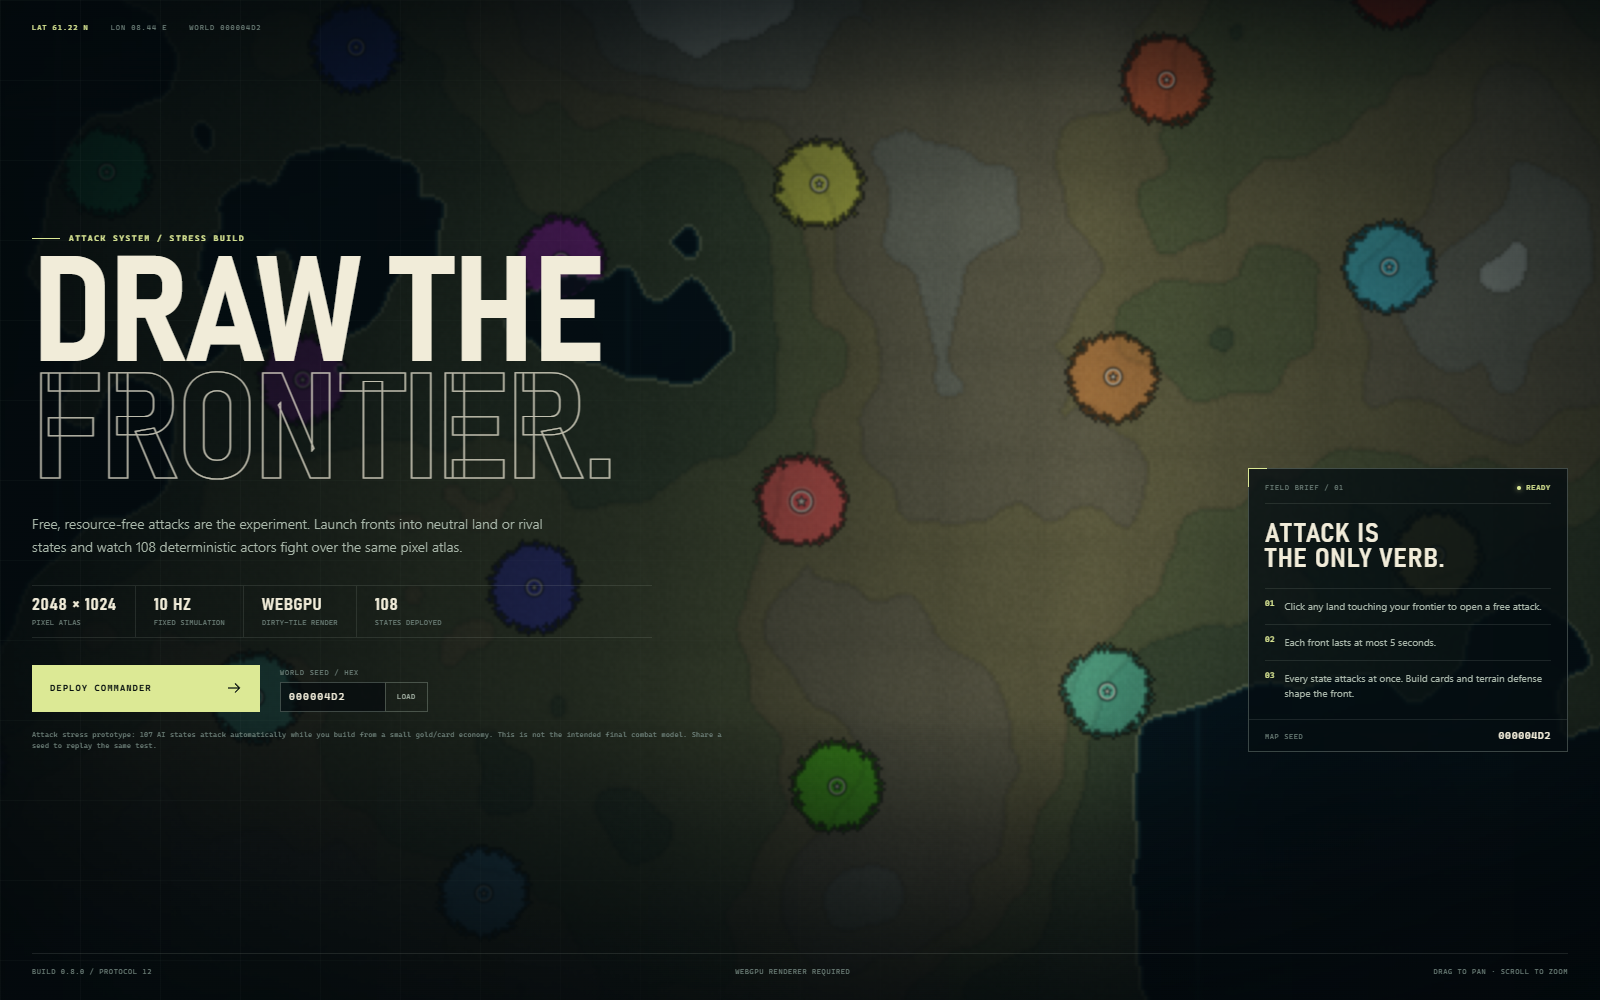 LAT 61.22 N LON 08.44 E WORLD 000004D2
ATTACK SYSTEM / STRESS BUILD
DRAW THE
FRONTIER.
Free, resource-free attacks are the experiment. Launch fronts into neutral land or rival
states and watch 108 deterministic actors fight over the same pixel atlas.
2048 × 1024 10 HZ WEBGPU 108
PIXEL ATLAS FIXED SIMULATION DIRTY-TILE RENDER STATES DEPLOYED
DEPLOY COMMANDER →
WORLD SEED / HEX
000004D2 LOAD
Attack stress prototype: 107 AI states attack automatically while you build from a small gold/card economy. This is not the intended final combat model. Share a
seed to replay the same test.
FIELD BRIEF / 01 READY
ATTACK IS
THE ONLY VERB.
01 Click any land touching your frontier to open a free attack.
02 Each front lasts at most 5 seconds.
03 Every state attacks at once. Build cards and terrain defense
shape the front.
MAP SEED 000004D2
BUILD 0.8.0 / PROTOCOL 12 WEBGPU RENDERER REQUIRED DRAG TO PAN · SCROLL TO ZOOM